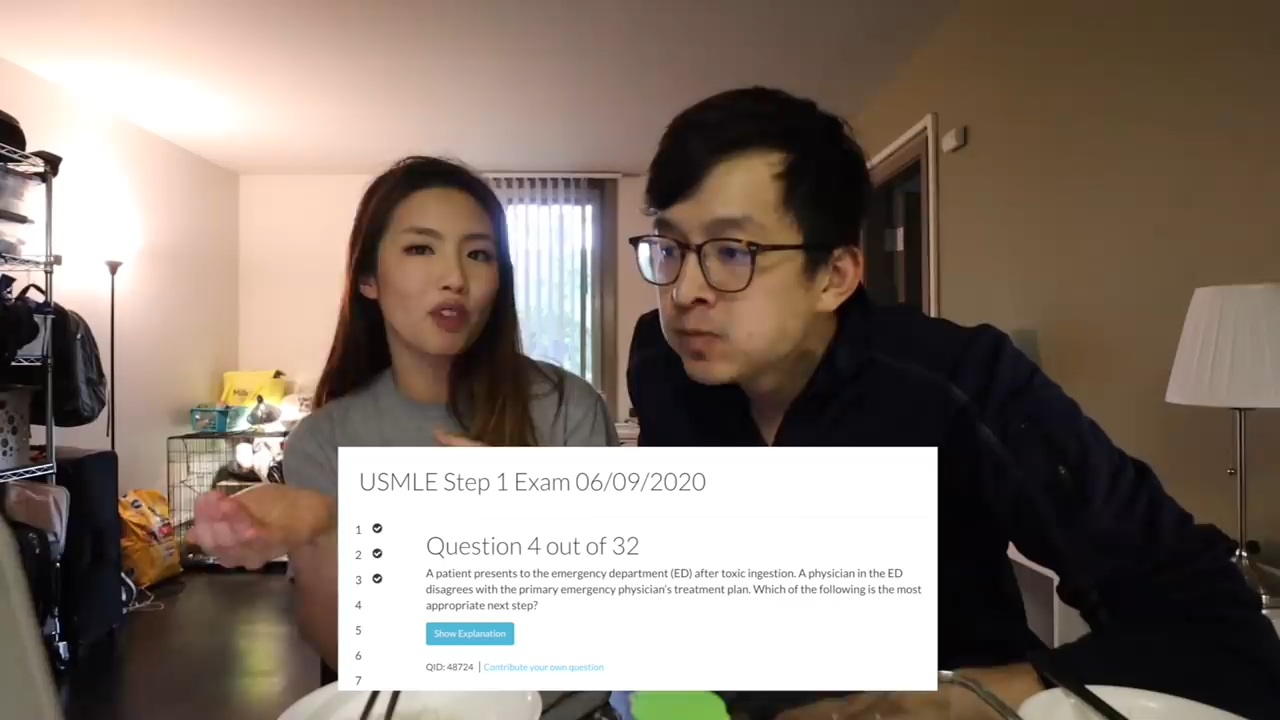 USMLE Step 1 Exam 06/09/2020
1
2
3
4
5
6
7
Question 4 out of 32
A patient presents to the emergency department (ED) after toxic ingestion. A physician in the ED
disagrees with the primary emergency physician's treatment plan. Which of the following is the most
appropriate next step?
Show Explanation
QID: 48724 | Contribute your own question